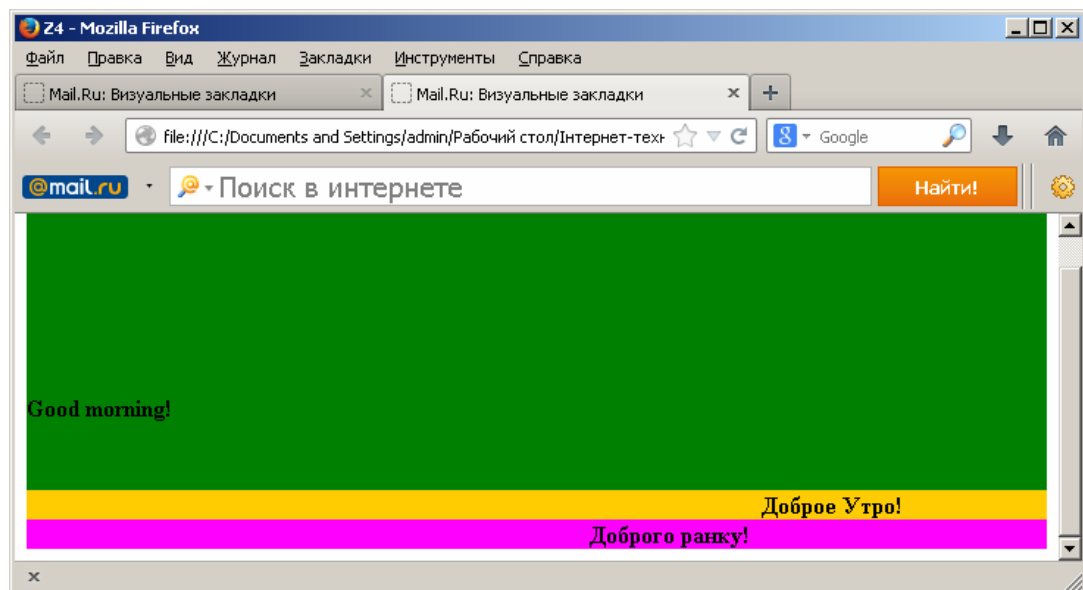 Z4 - Mozilla Firefox
Файл Правка Вид Журнал Закладки Инструменты Справка
Mail.Ru: Визуальные закладки Mail.Ru: Визуальные закладки
file:///C:/Documents and Settings/admin/Рабочий стол/Інтернет-техн Google
@mail.ru Поиск в интернете Найти!
Good morning!
Доброе Утро!
Доброго ранку!